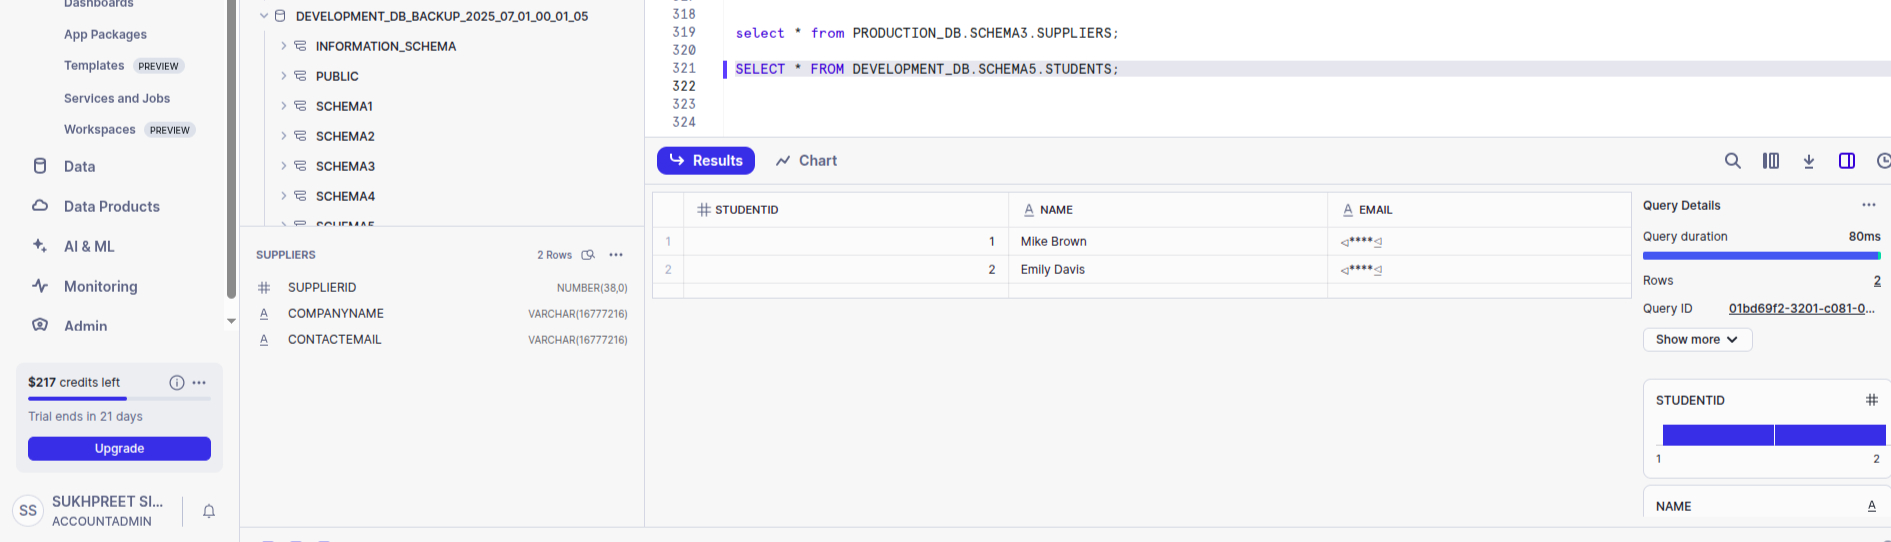 Dashboards
App Packages
Templates PREVIEW
Services and Jobs
Workspaces PREVIEW
Data
Data Products
AI & ML
Monitoring
Admin
$217 credits left
Trial ends in 21 days
Upgrade
SS
SUKHPREET SI...
ACCOUNTADMIN
DEVELOPMENT_DB_BACKUP_2025_07_01_00_01_05
INFORMATION_SCHEMA
PUBLIC
SCHEMA1
SCHEMA2
SCHEMA3
SCHEMA4
SCHEMA5
SUPPLIERS 2 Rows ...
SUPPLIERID NUMBER(38,0)
COMPANYNAME VARCHAR(16777216)
CONTACTEMAIL VARCHAR(16777216)
318
319 select * from PRODUCTION_DB.SCHEMA3.SUPPLIERS;
320
321 SELECT * FROM DEVELOPMENT_DB.SCHEMA5.STUDENTS;
322
323
324
Results Chart
# STUDENTID A NAME A EMAIL
1 1 Mike Brown ****
2 2 Emily Davis ****
Query Details ...
Query duration 80ms
Rows 2
Query ID 01bd69f2-3201-c081-0...
Show more
STUDENTID #
1 2
NAME A